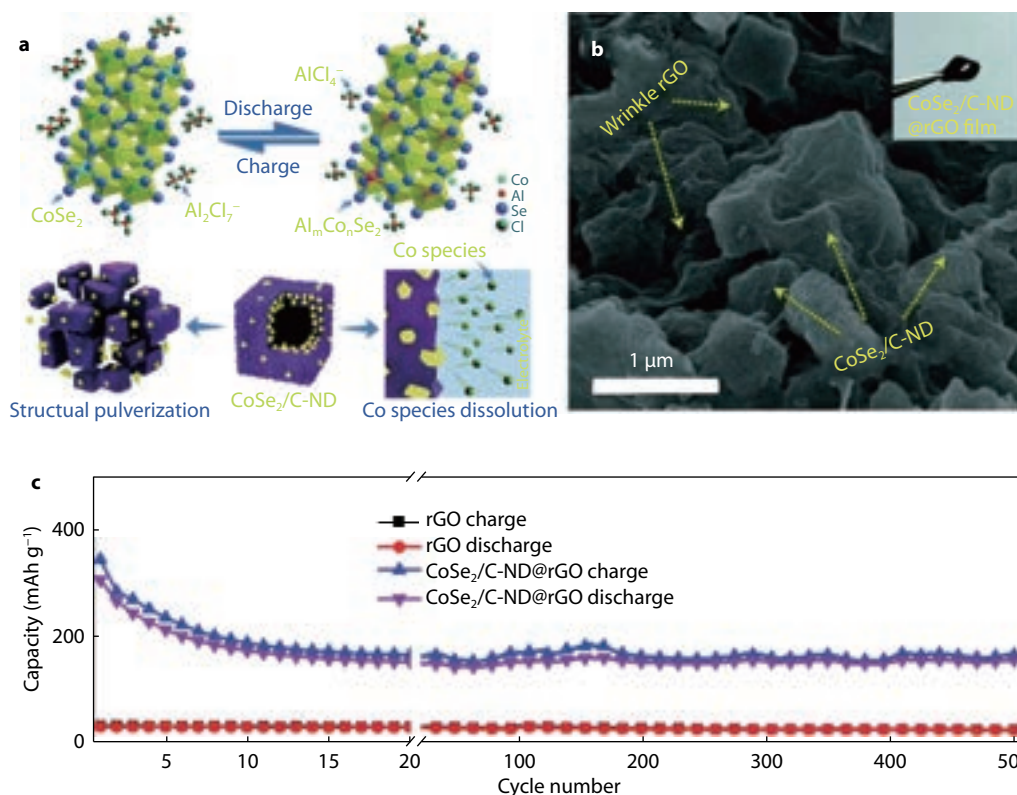 a
AlCl₄⁻
Discharge
Charge
Co
Al
Se
Cl
CoSe₂
Al₂Cl₇⁻
AlₘCoₙSe₂
Co species
Electrolyte
Structual pulverization
CoSe₂/C-ND
Co species dissolution
b
Wrinkle rGO
CoSe₂/C-ND
@rGO film
CoSe₂/C-ND
1 µm
c
Capacity (mAh g⁻¹)
400
200
0
rGO charge
rGO discharge
CoSe₂/C-ND@rGO charge
CoSe₂/C-ND@rGO discharge
5 10 15 20 100 200 300 400 50
Cycle number